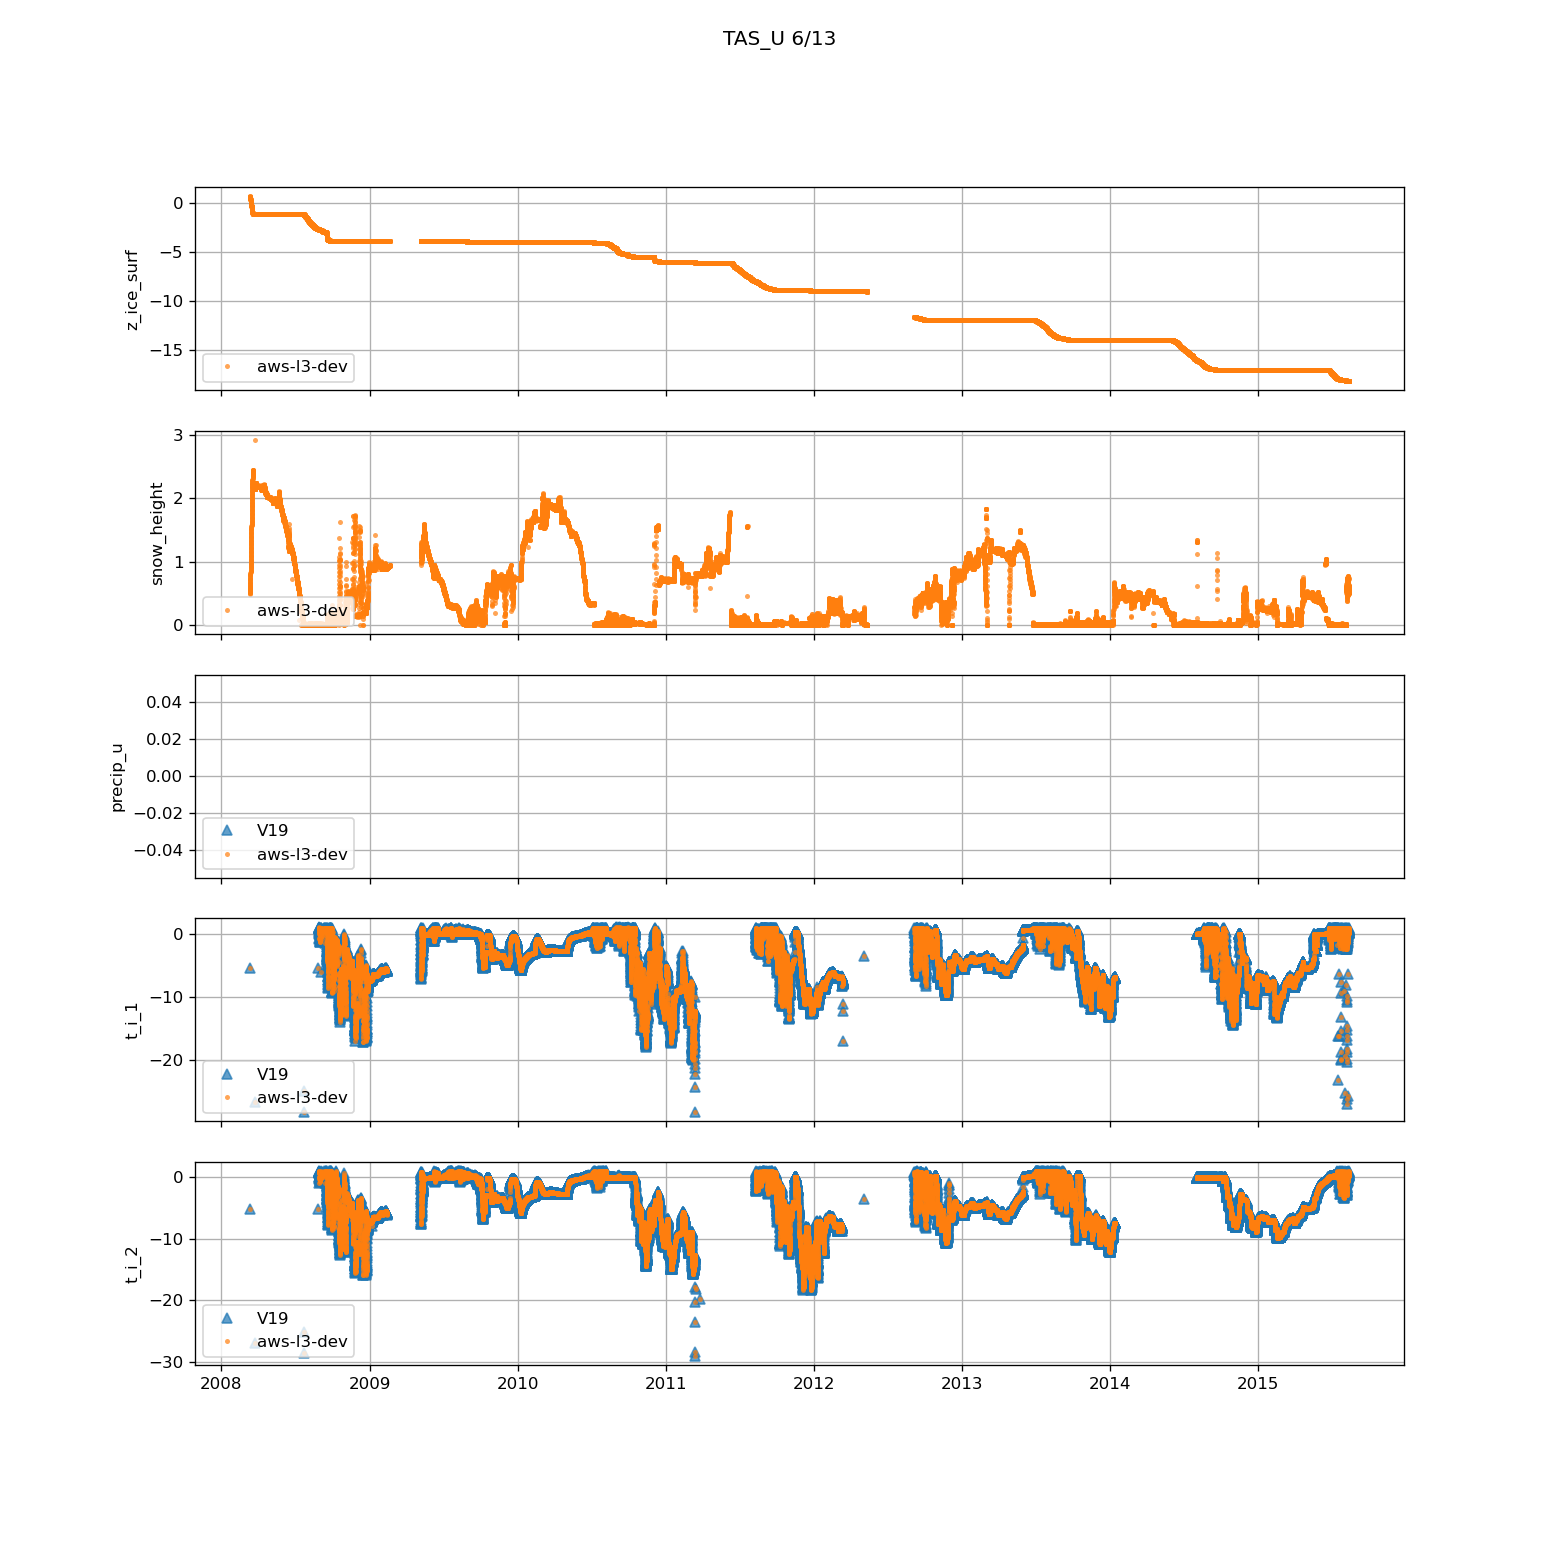 TAS_U 6/13
z_ice_surf
0
−5
−10
−15
aws-l3-dev
snow_height
3
2
1
0
aws-l3-dev
precip_u
0.04
0.02
0.00
−0.02
−0.04
V19
aws-l3-dev
t_i_1
0
−10
−20
V19
aws-l3-dev
t_i_2
0
−10
−20
−30
V19
aws-l3-dev
2008 2009 2010 2011 2012 2013 2014 2015